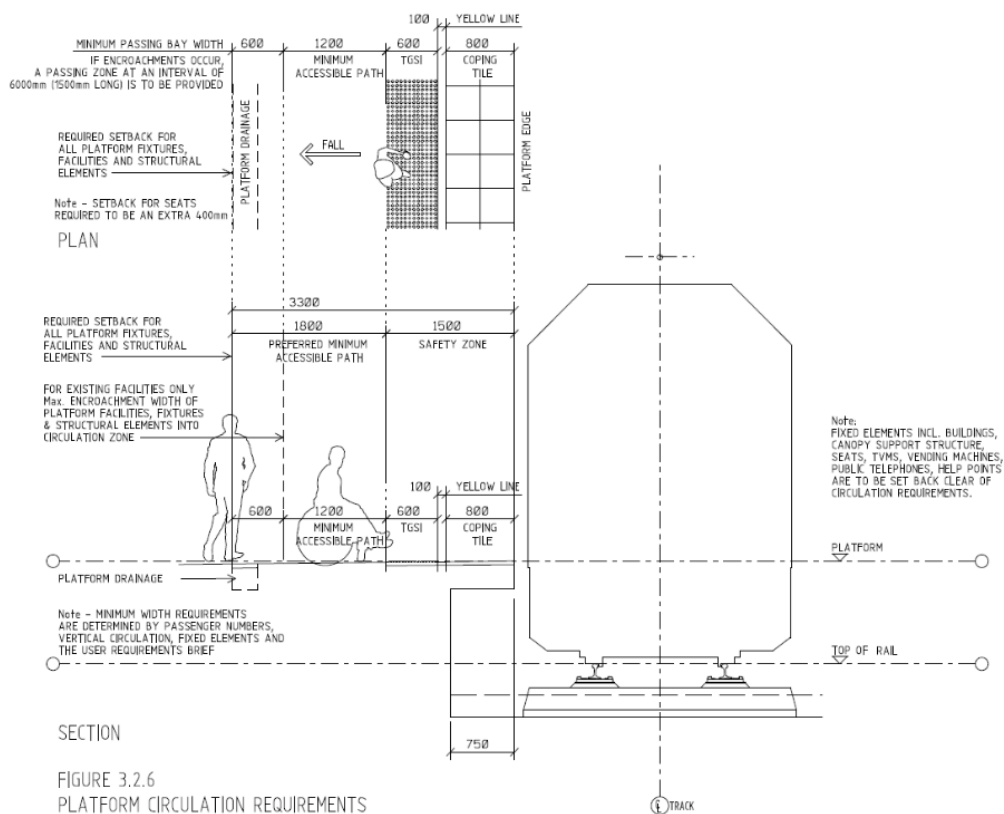 100 YELLOW LINE
MINIMUM PASSING BAY WIDTH 600 1200 600 800
IF ENCROACHMENTS OCCUR,
A PASSING ZONE AT AN INTERVAL OF
6000mm (1500mm LONG) IS TO BE PROVIDED
MINIMUM
ACCESSIBLE PATH
TGSI
COPING
TILE
PLATFORM DRAINAGE
FALL
PLATFORM EDGE
REQUIRED SETBACK FOR
ALL PLATFORM FIXTURES,
FACILITIES AND STRUCTURAL
ELEMENTS
Note - SETBACK FOR SEATS
REQUIRED TO BE AN EXTRA 400mm
PLAN
3300
1800 1500
PREFERRED MINIMUM
ACCESSIBLE PATH
SAFETY ZONE
REQUIRED SETBACK FOR
ALL PLATFORM FIXTURES,
FACILITIES AND STRUCTURAL
ELEMENTS
FOR EXISTING FACILITIES ONLY
Max. ENCROACHMENT WIDTH OF
PLATFORM FACILITIES, FIXTURES
& STRUCTURAL ELEMENTS INTO
CIRCULATION ZONE
100 YELLOW LINE
600 1200 600 800
MINIMUM
ACCESSIBLE PATH
TGSI
COPING
TILE
Note:
FIXED ELEMENTS INCL. BUILDINGS,
CANOPY SUPPORT STRUCTURE,
SEATS, TVMS, VENDING MACHINES,
PUBLIC TELEPHONES, HELP POINTS
ARE TO BE SET BACK CLEAR OF
CIRCULATION REQUIREMENTS.
PLATFORM
PLATFORM DRAINAGE
Note - MINIMUM WIDTH REQUIREMENTS
ARE DETERMINED BY PASSENGER NUMBERS,
VERTICAL CIRCULATION, FIXED ELEMENTS AND
THE USER REQUIREMENTS BRIEF
TOP OF RAIL
750
SECTION
FIGURE 3.2.6
PLATFORM CIRCULATION REQUIREMENTS
℄ TRACK